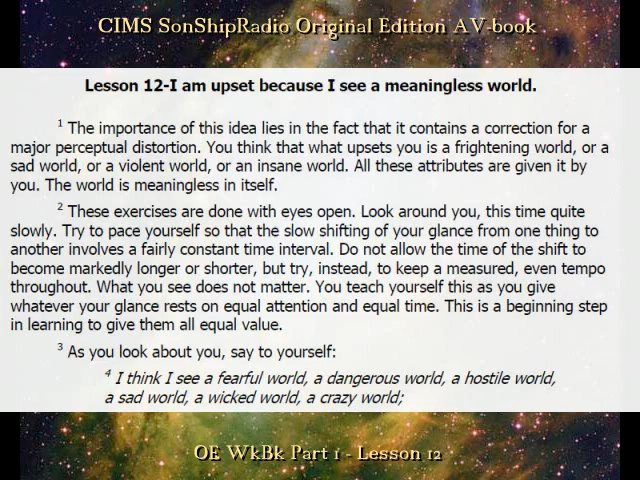 CIMS SonShipRadio Original Edition AV-book
Lesson 12-I am upset because I see a meaningless world.
1 The importance of this idea lies in the fact that it contains a correction for a
major perceptual distortion. You think that what upsets you is a frightening world, or a
sad world, or a violent world, or an insane world. All these attributes are given it by
you. The world is meaningless in itself.
2 These exercises are done with eyes open. Look around you, this time quite
slowly. Try to pace yourself so that the slow shifting of your glance from one thing to
another involves a fairly constant time interval. Do not allow the time of the shift to
become markedly longer or shorter, but try, instead, to keep a measured, even tempo
throughout. What you see does not matter. You teach yourself this as you give
whatever your glance rests on equal attention and equal time. This is a beginning step
in learning to give them all equal value.
3 As you look about you, say to yourself:
4 I think I see a fearful world, a dangerous world, a hostile world,
a sad world, a wicked world, a crazy world;
OE WkBk Part 1 - Lesson 12